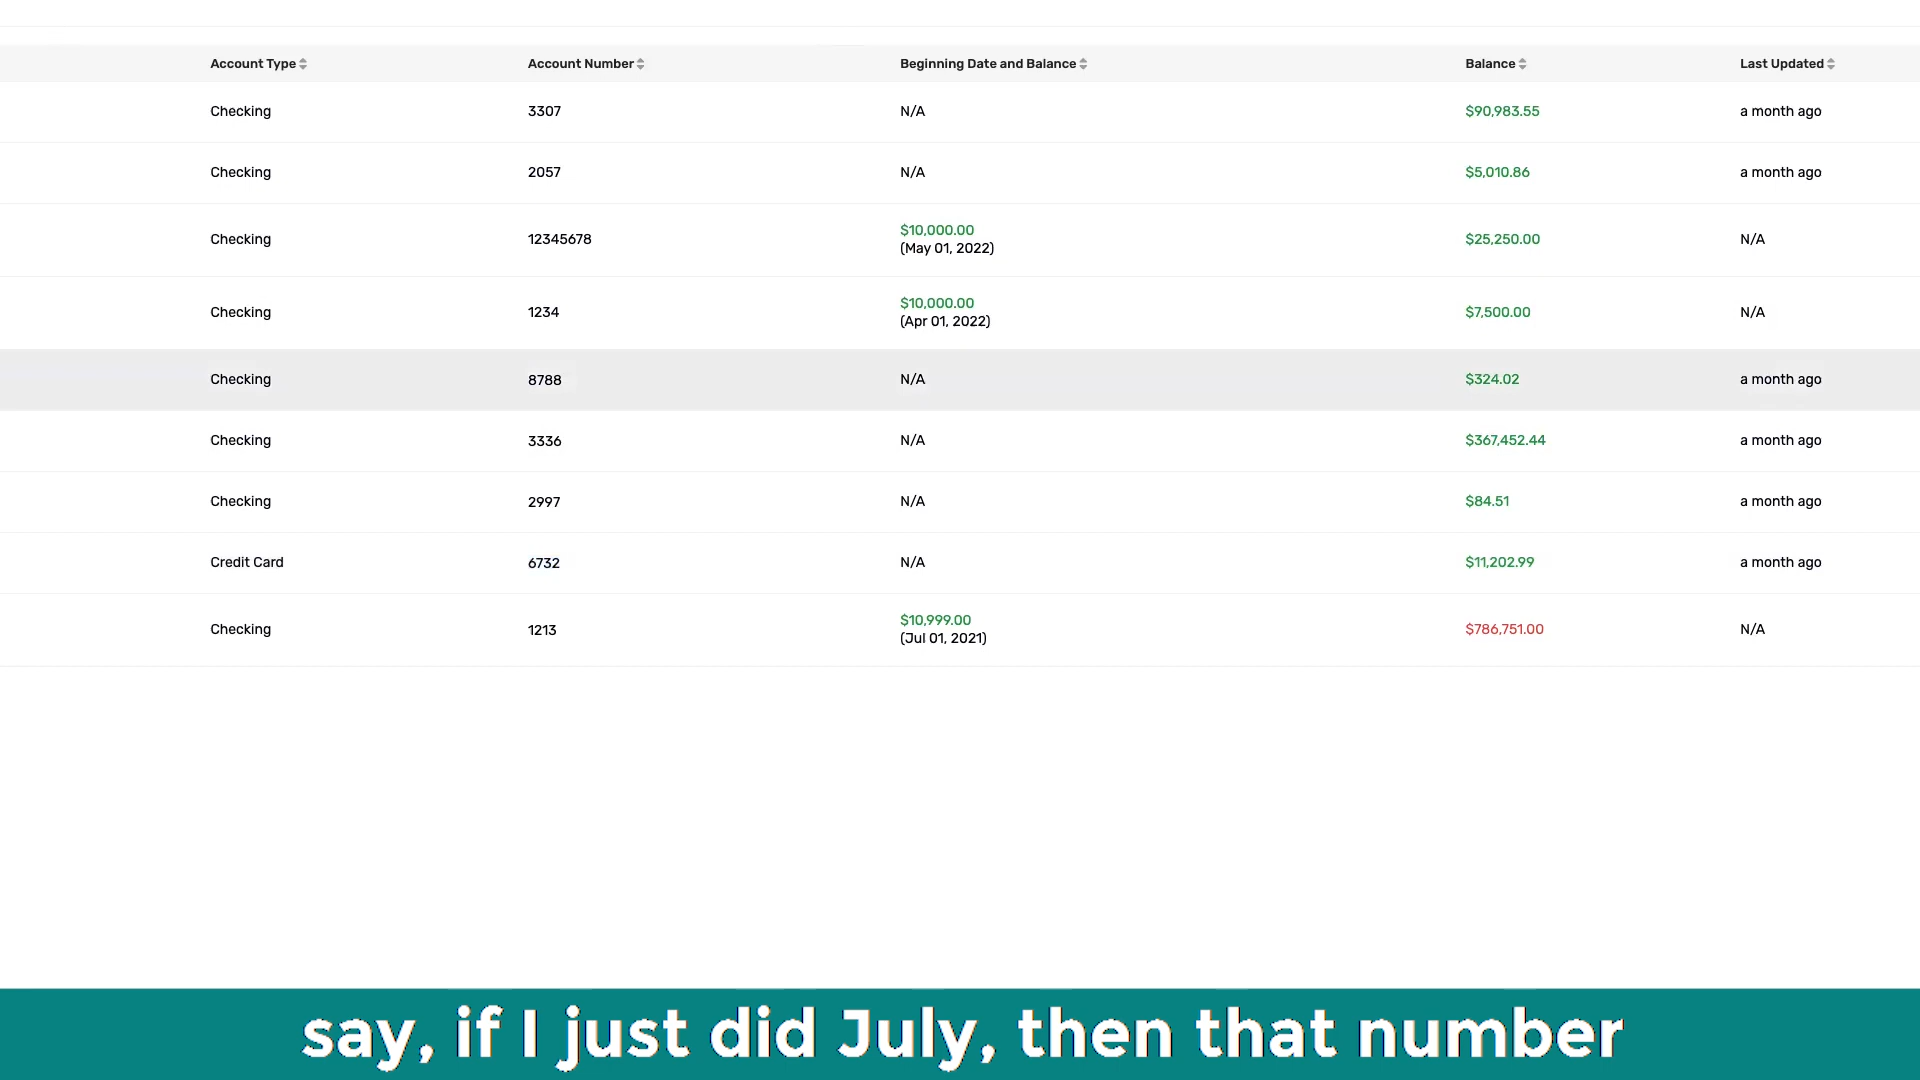 Account Type Account Number Beginning Date and Balance Balance Last Updated
Checking 3307 N/A $90,983.55 a month ago
Checking 2057 N/A $5,010.86 a month ago
Checking 12345678 $10,000.00 (May 01, 2022) $25,250.00 N/A
Checking 1234 $10,000.00 (Apr 01, 2022) $7,500.00 N/A
Checking 8788 N/A $324.02 a month ago
Checking 3336 N/A $367,452.44 a month ago
Checking 2997 N/A $84.51 a month ago
Credit Card 6732 N/A $11,202.99 a month ago
Checking 1213 $10,999.00 (Jul 01, 2021) $786,751.00 N/A
say, if I just did July, then that number